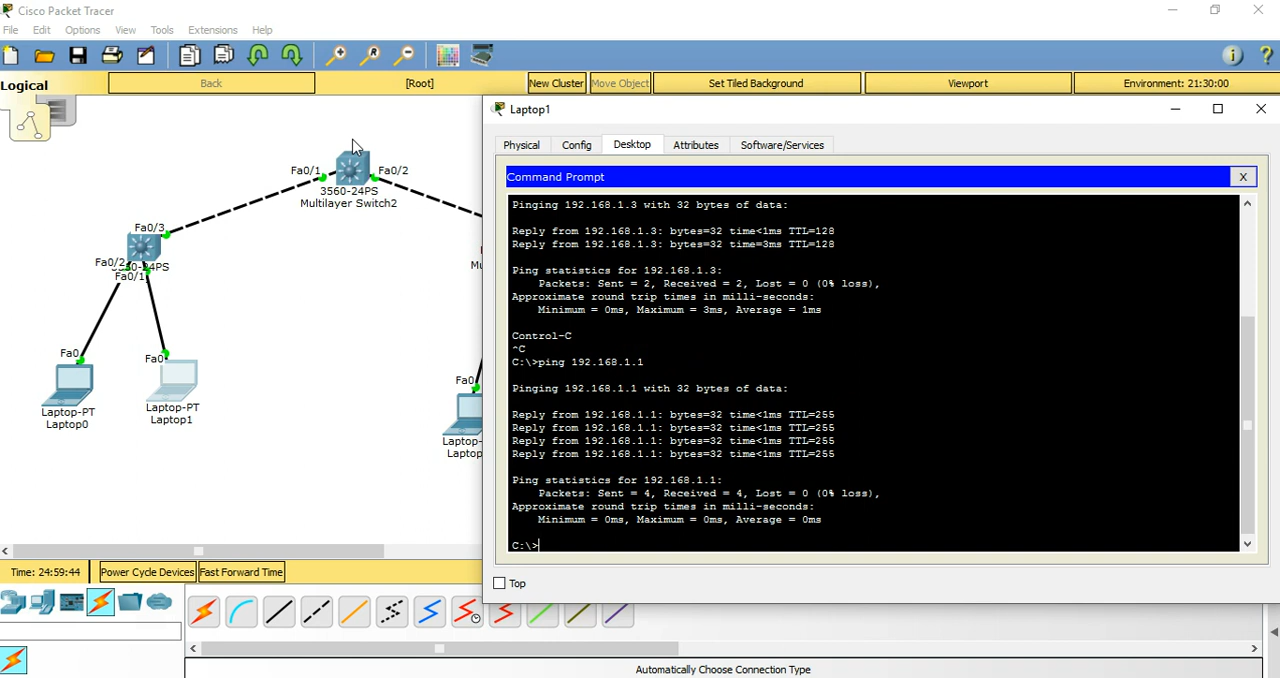 Cisco Packet Tracer
File Edit Options View Tools Extensions Help
Logical Back [Root] New Cluster Move Object Set Tiled Background Viewport Environment: 21:30:00
Fa0/1 Fa0/2
3560-24PS
Multilayer Switch2
Fa0/3
Fa0/2
3560-24PS
Fa0/1
Fa0
Fa0
Laptop-PT
Laptop0
Laptop-PT
Laptop1
Mu
Fa0
Laptop-
Laptop
Laptop1
Physical Config Desktop Attributes Software/Services
Command Prompt X
Pinging 192.168.1.3 with 32 bytes of data:
Reply from 192.168.1.3: bytes=32 time<1ms TTL=128
Reply from 192.168.1.3: bytes=32 time=3ms TTL=128
Ping statistics for 192.168.1.3:
Packets: Sent = 2, Received = 2, Lost = 0 (0% loss),
Approximate round trip times in milli-seconds:
Minimum = 0ms, Maximum = 3ms, Average = 1ms
Control-C
^C
C:\>ping 192.168.1.1
Pinging 192.168.1.1 with 32 bytes of data:
Reply from 192.168.1.1: bytes=32 time<1ms TTL=255
Reply from 192.168.1.1: bytes=32 time<1ms TTL=255
Reply from 192.168.1.1: bytes=32 time<1ms TTL=255
Reply from 192.168.1.1: bytes=32 time<1ms TTL=255
Ping statistics for 192.168.1.1:
Packets: Sent = 4, Received = 4, Lost = 0 (0% loss),
Approximate round trip times in milli-seconds:
Minimum = 0ms, Maximum = 0ms, Average = 0ms
C:\>
Top
Time: 24:59:44 Power Cycle Devices Fast Forward Time
Automatically Choose Connection Type